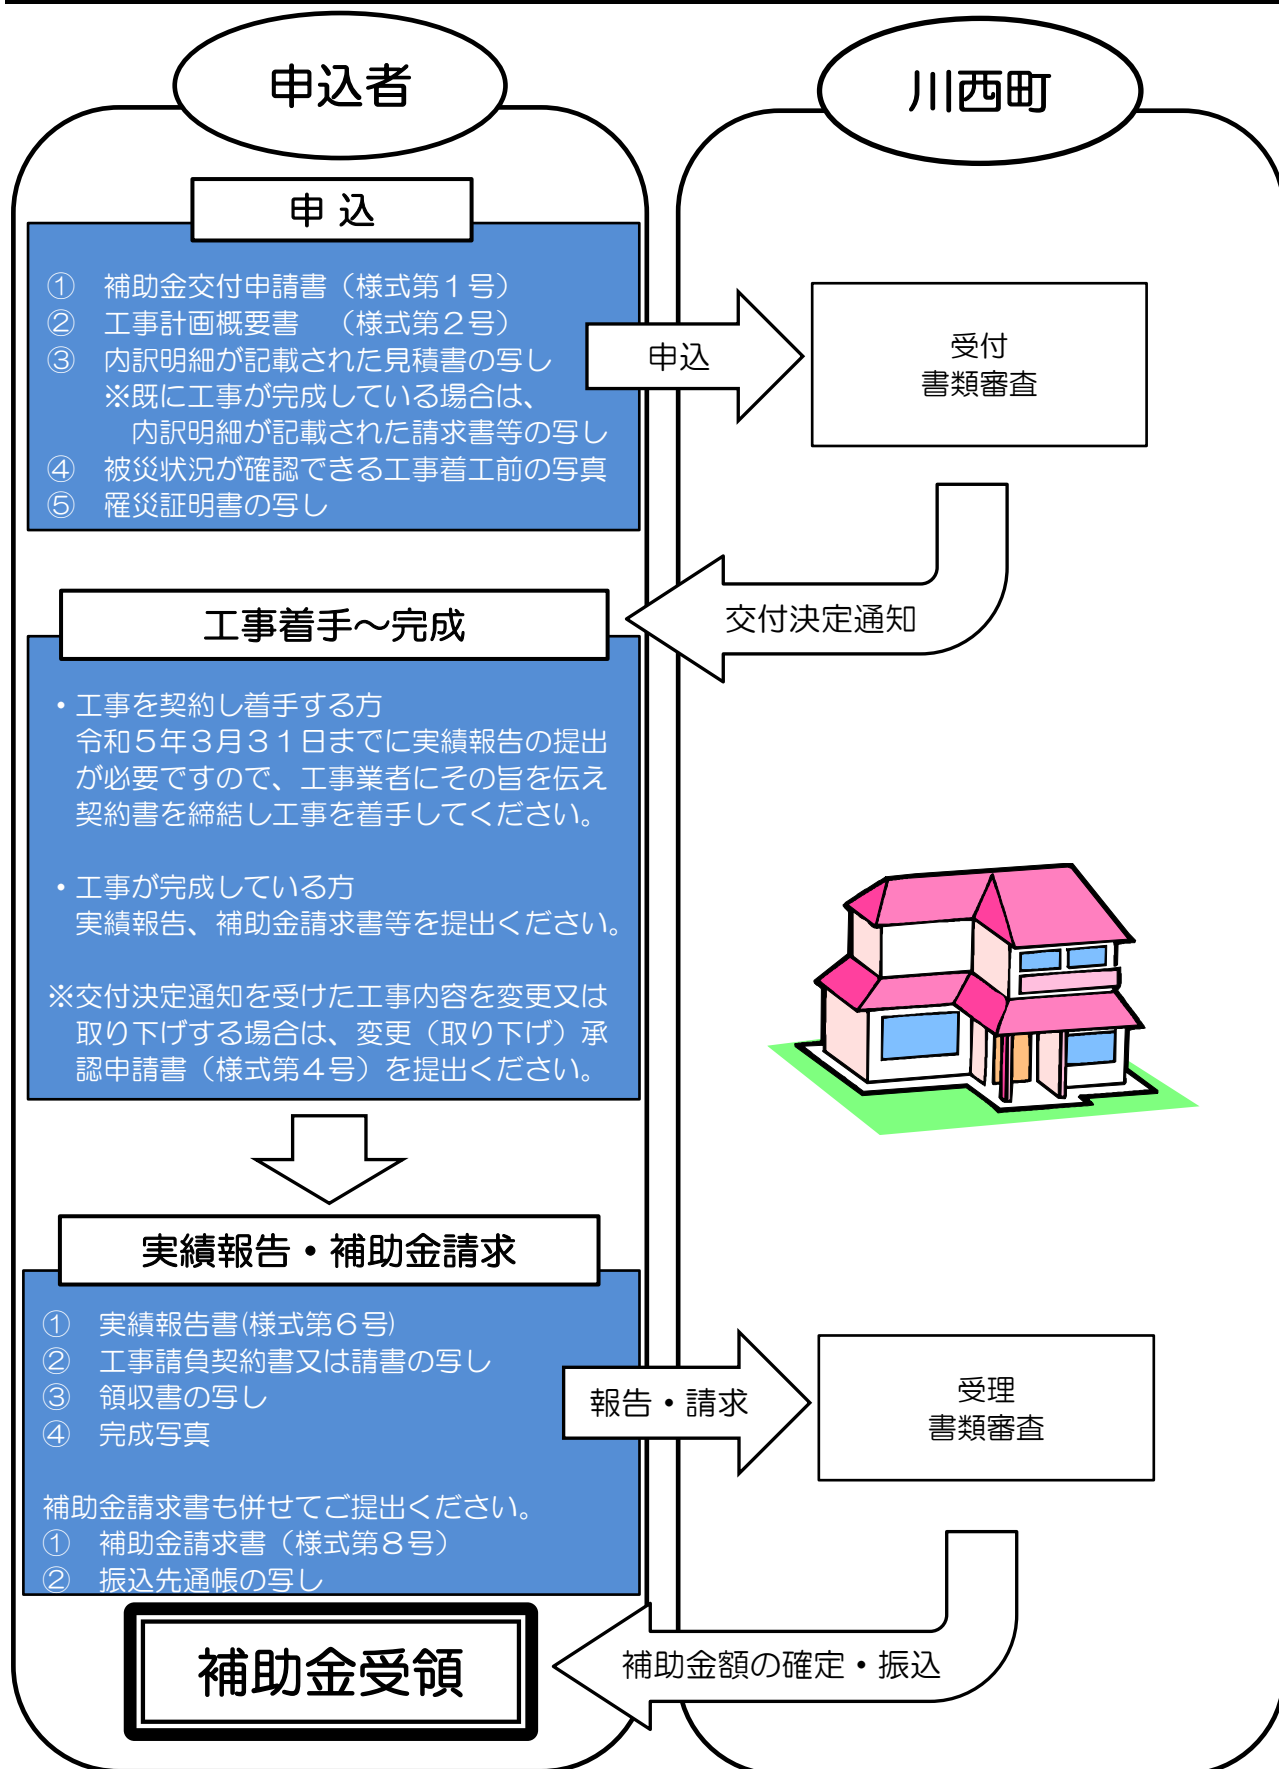 申込者
川西町
申 込
① 補助金交付申請書（様式第１号）
② 工事計画概要書　（様式第２号）
③ 内訳明細が記載された見積書の写し
※既に工事が完成している場合は、
内訳明細が記載された請求書等の写し
④ 被災状況が確認できる工事着工前の写真
⑤ 罹災証明書の写し
申込
受付
書類審査
交付決定通知
工事着手～完成
・工事を契約し着手する方
令和５年３月３１日までに実績報告の提出
が必要ですので、工事業者にその旨を伝え
契約書を締結し工事を着手してください。
・工事が完成している方
実績報告、補助金請求書等を提出ください。
※交付決定通知を受けた工事内容を変更又は
取り下げする場合は、変更（取り下げ）承
認申請書（様式第４号）を提出ください。
実績報告・補助金請求
① 実績報告書(様式第６号)
② 工事請負契約書又は請書の写し
③ 領収書の写し
④ 完成写真
補助金請求書も併せてご提出ください。
① 補助金請求書（様式第８号）
② 振込先通帳の写し
報告・請求
受理
書類審査
補助金額の確定・振込
補助金受領